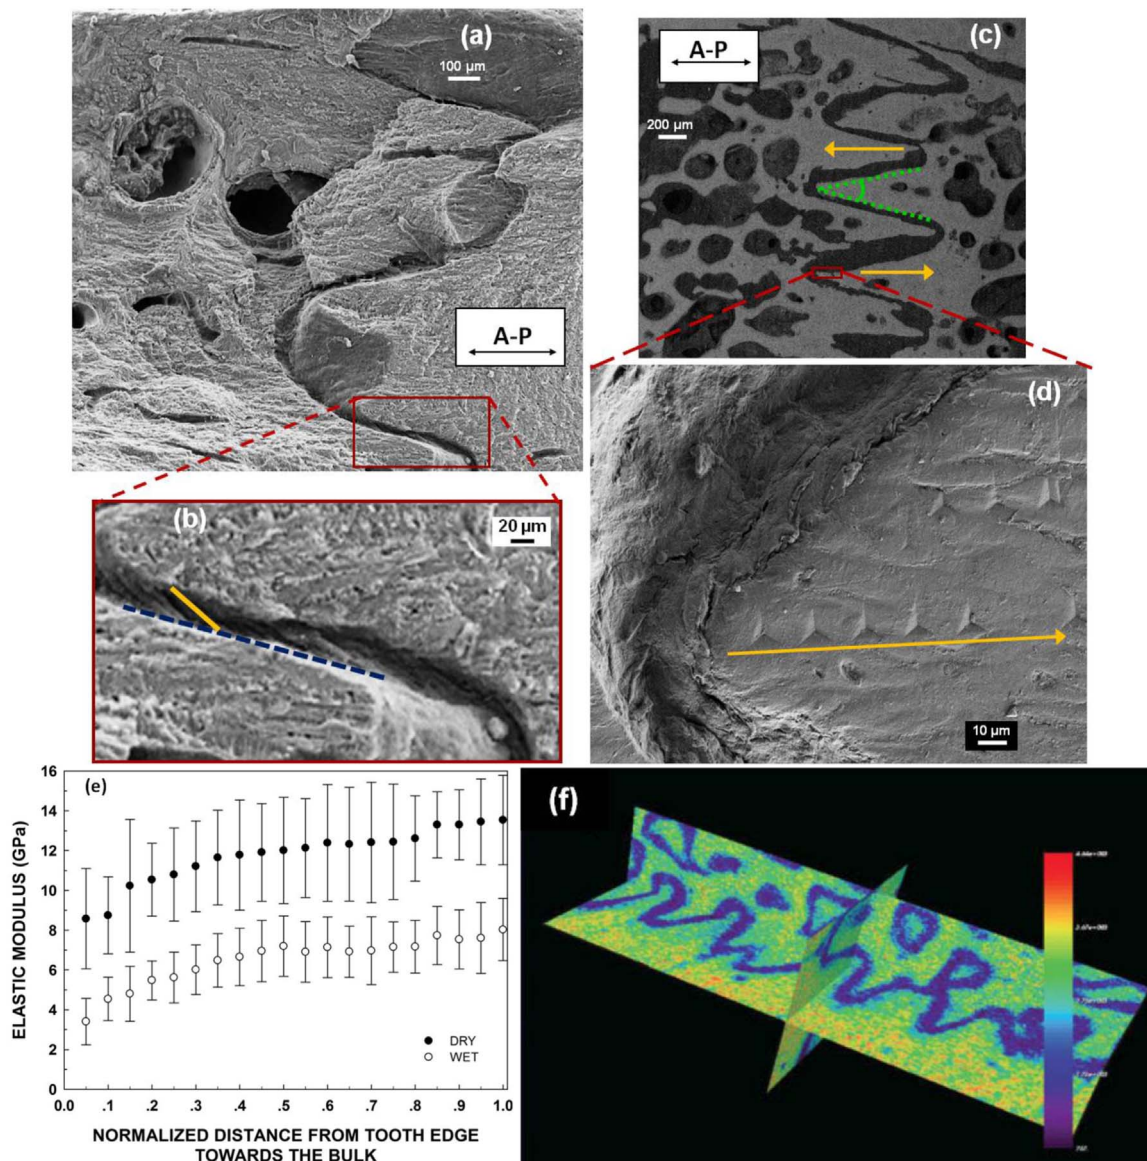 (a)
100 µm
A-P
(b)
20 µm
(c)
A-P
200 µm
(d)
10 µm
(e)
16
14
12
10
8
6
4
2
0
ELASTIC MODULUS (GPa)
DRY
WET
0.0 .1 .2 .3 .4 .5 .6 .7 .8 .9 1.0
NORMALIZED DISTANCE FROM TOOTH EDGE
TOWARDS THE BULK
(f)